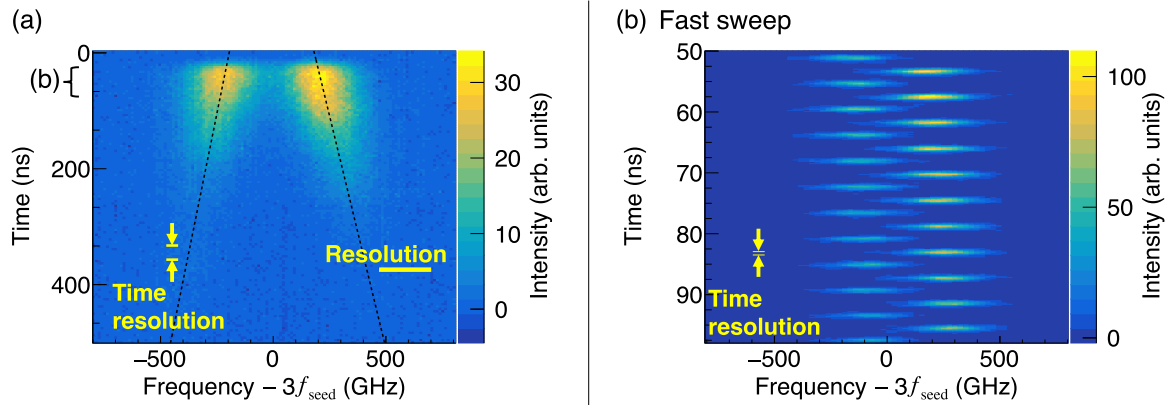 (a)
0
200
400
(b)
Time (ns)
Resolution
Time
resolution
−500
0
500
Frequency − 3f_seed (GHz)
30
20
10
0
Intensity (arb. units)
(b) Fast sweep
50
60
70
80
90
Time (ns)
Time
resolution
−500
0
500
Frequency − 3f_seed (GHz)
100
50
0
Intensity (arb. units)